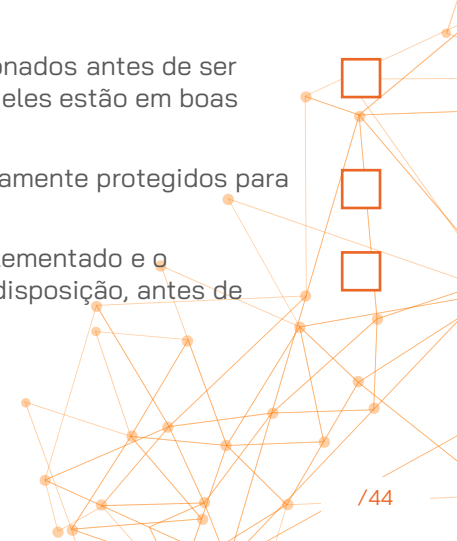 onados antes de ser
eles estão em boas
amente protegidos para
ementado e o
disposição, antes de
/44